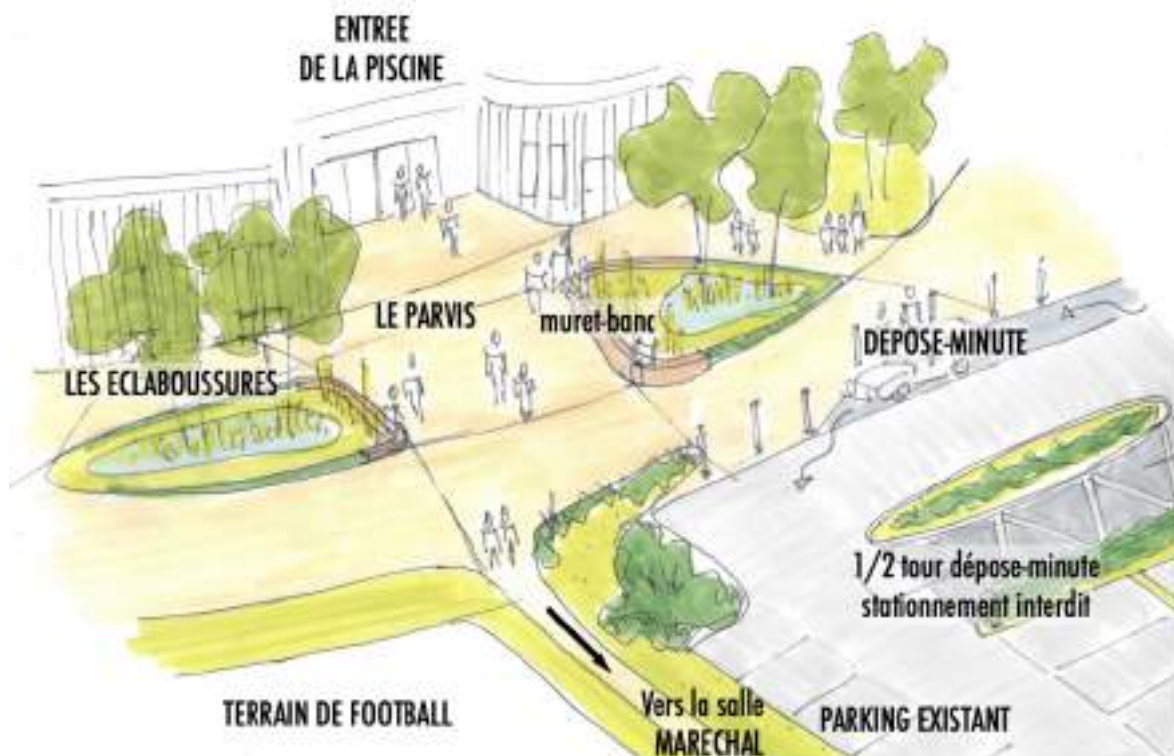 ENTREE
DE LA PISCINE
LE PARVIS
muret-banc
DEPOSE-MINUTE
LES ECLABOUSSURES
1/2 tour dépose-minute
stationnement interdit
TERRAIN DE FOOTBALL
Vers la salle
MARECHAL
PARKING EXISTANT